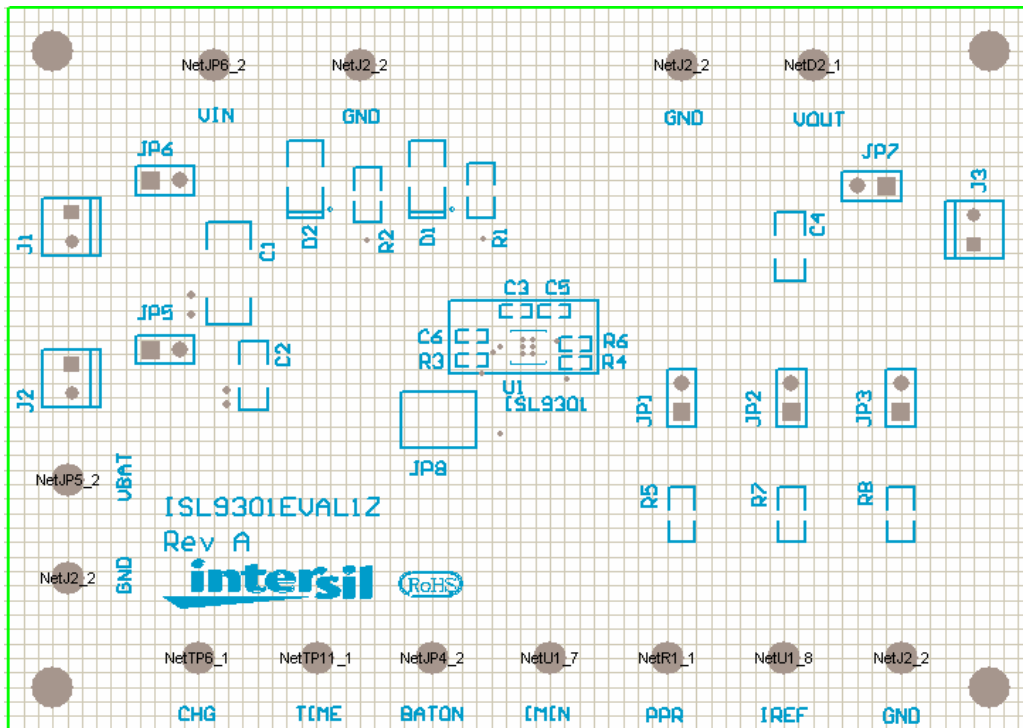 NetJP6_2 NetJ2_2 NetJ2_2 NetD2_1
VIN GND GND VOUT
JP6 JP7
J3
J1 C1 D2 R2 D1 R1 C4
C3 C5
JP5
C6 R6
C2 R3 R4
U1
J2 ISL9301 JP1 JP2 JP3
JP8
NetJP5_2 VBAT
ISL9301EVAL1Z R5 R7 R8
Rev A
NetJ2_2 GND intersil RoHS
NetTP6_1 NetTP11_1 NetJP4_2 NetU1_7 NetR1_1 NetU1_8 NetJ2_2
CHG TIME BATON IMIN PPR IREF GND